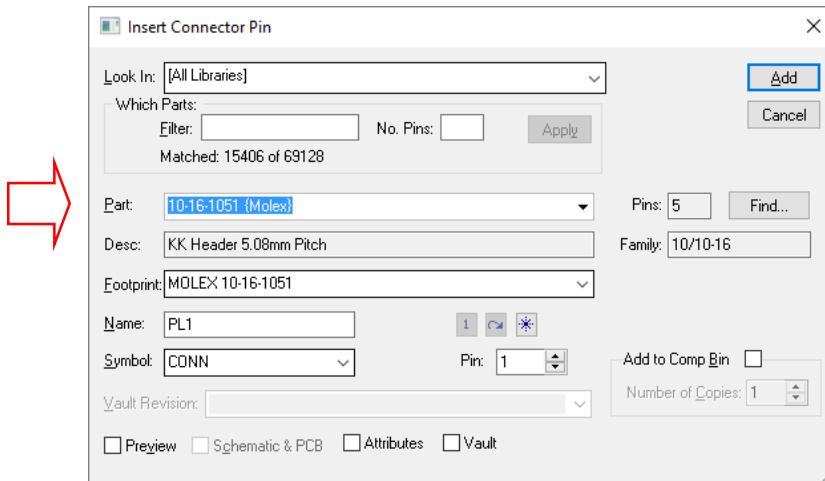 Insert Connector Pin
Look In: [All Libraries] Add
Which Parts: Cancel
Filter: No. Pins: Apply
Matched: 15406 of 69128
Part: 10-16-1051 {Molex} Pins: 5 Find...
Desc: KK Header 5.08mm Pitch Family: 10/10-16
Footprint: MOLEX 10-16-1051
Name: PL1 1
Symbol: CONN Pin: 1 Add to Comp Bin
Vault Revision: Number of Copies: 1
Preview Schematic & PCB Attributes Vault